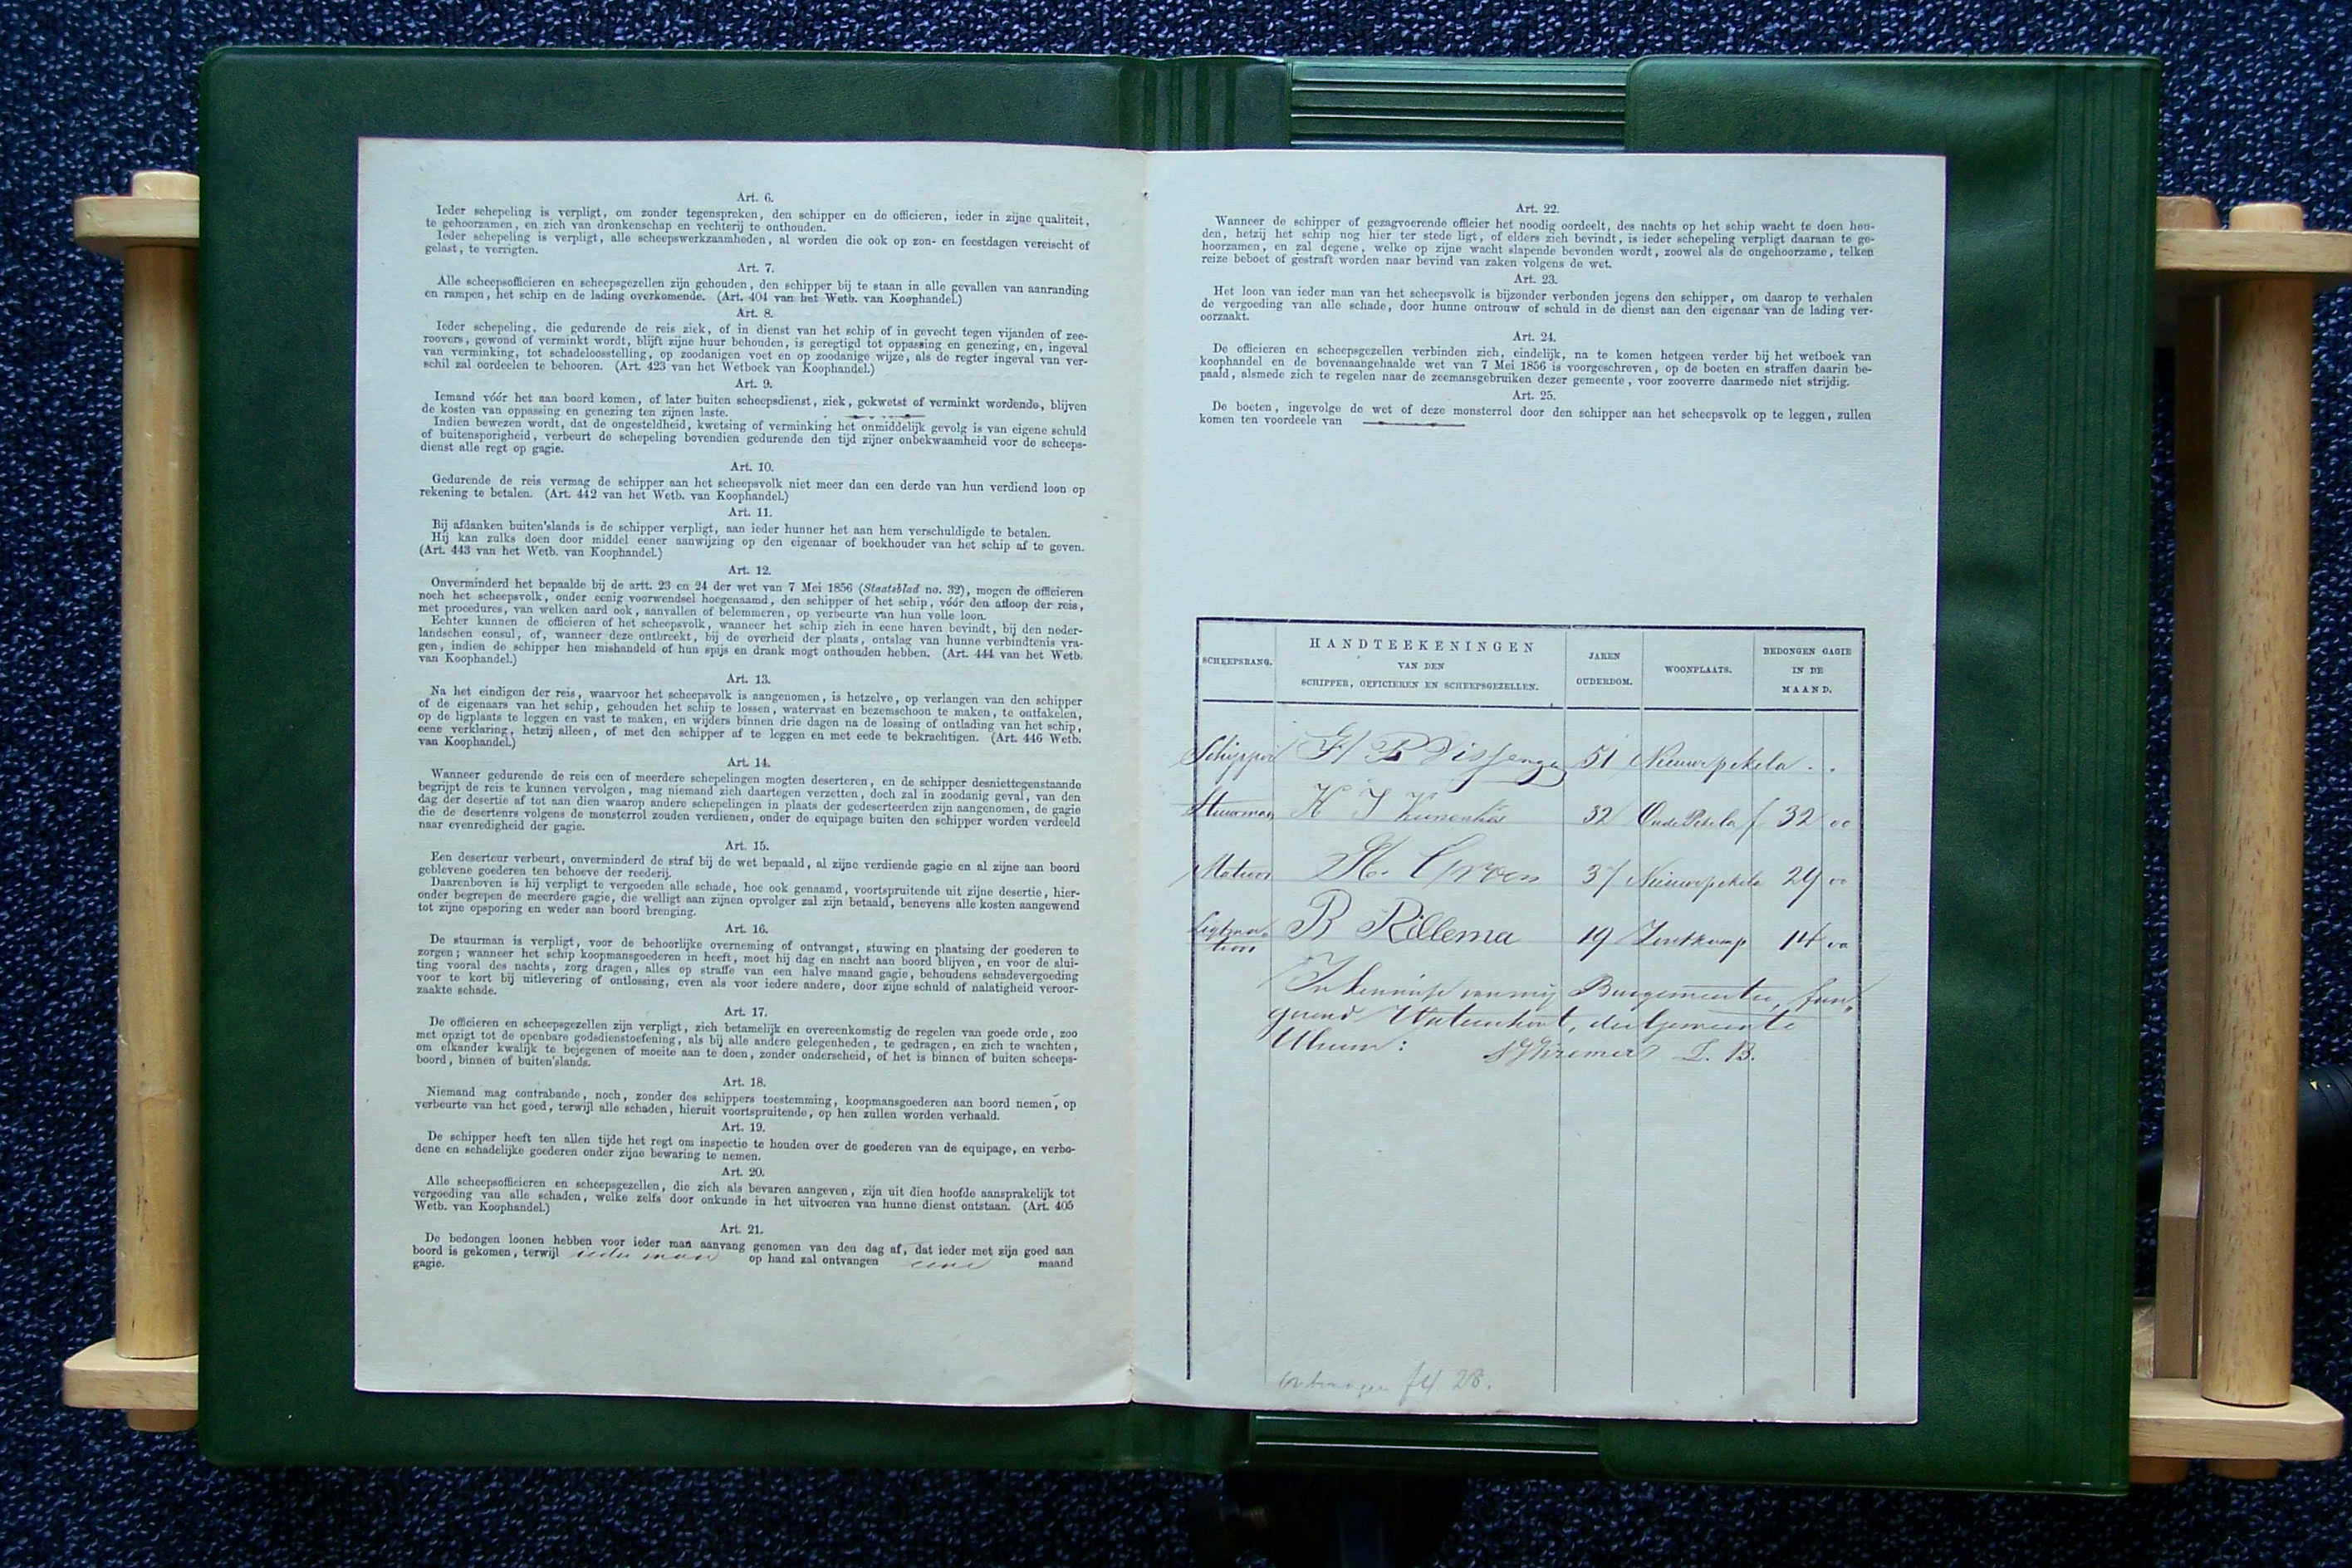 Art. 6.
Ieder schepeling is verpligt, om zonder tegenspreken, den schipper en de officieren, ieder in zijne qualiteit,
te gehoorzamen, en zich van dronkenschap en vechterij te onthouden.
Ieder schepeling is verpligt, alle scheepswerkzaamheden, al worden die ook op zon- en feestdagen vereischt of
gelast, te verrigten.
Art. 7.
Alle scheepsofficieren en scheepsgezellen zijn gehouden, den schipper bij te staan in alle gevallen van aanranding
en rampen, het schip en de lading overkomende. (Art. 404 van het Wetb. van Koophandel.)
Art. 8.
Ieder schepeling, die gedurende de reis ziek, of in dienst van het schip of in gevecht tegen vijanden of zee-
roovers, gewond of verminkt wordt, blijft zijne huur behouden, is geregtigd tot oppassing en genezing, en, ingeval
van verminking, tot schadeloosstelling, op zoodanigen voet en op zoodanige wijze, als de regter ingeval van ver-
schil zal oordeelen te behooren. (Art. 423 van het Wetboek van Koophandel.)
Art. 9.
Iemand vóór het aan boord komen, of later buiten scheepsdienst, ziek, gekwetst of verminkt wordende, blijven
de kosten van oppassing en genezing ten zijnen laste.
Indien bewezen wordt, dat de ongesteldheid, kwetsing of verminking het onmiddelijk gevolg is van eigene schuld
of buitensporigheid, verbeurt de schepeling bovendien gedurende den tijd zijner onbekwaamheid voor de scheeps-
dienst alle regt op gagie.
Art. 10.
Gedurende de reis vermag de schipper aan het scheepsvolk niet meer dan een derde van hun verdiend loon op
rekening te betalen. (Art. 442 van het Wetb. van Koophandel.)
Art. 11.
Bij afdanken buiten'slands is de schipper verpligt, aan ieder hunner het aan hem verschuldigde te betalen.
Hij kan zulks doen door middel eener aanwijzing op den eigenaar of boekhouder van het schip af te geven.
(Art. 443 van het Wetb. van Koophandel.)
Art. 12.
Onverminderd het bepaalde bij de artt. 23 en 24 der wet van 7 Mei 1856 (Staatsblad no. 32), mogen de officieren
noch het scheepsvolk, onder eenig voorwendsel hoegenaamd, den schipper of het schip, vóór den afloop der reis,
met procedures, van welken aard ook, aanvallen of belemmeren, op verbeurte van hun volle loon.
Echter kunnen de officieren of het scheepsvolk, wanneer het schip zich in eene haven bevindt, bij den neder-
landschen consul, of, wanneer deze ontbreekt, bij de overheid der plaats, ontslag van hunne verbindtenis vra-
gen, indien de schipper hen mishandeld of hun spijs en drank mogt onthouden hebben. (Art. 444 van het Wetb.
van Koophandel.)
Art. 13.
Na het eindigen der reis, waarvoor het scheepsvolk is aangenomen, is hetzelve, op verlangen van den schipper
of de eigenaars van het schip, gehouden het schip te lossen, watervast en bezemschoon te maken, te outfakelen,
op de ligplaats te leggen en vast te maken, en wijders binnen drie dagen na de lossing of ontlading van het schip,
eene verklaring, hetzij alleen, of met den schipper af te leggen en met eede te bekrachtigen. (Art. 446 Wetb.
van Koophandel.)
Art. 14.
Wanneer gedurende de reis een of meerdere schepelingen mogten deserteren, en de schipper desniettegenstaande
begrijpt de reis te kunnen vervolgen, mag niemand zich daartegen verzetten, doch zal in zoodanig geval, van den
dag der desertie af tot aan dien waarop andere schepelingen in plaats der gedeserteerden zijn aangenomen, de gagie
die de deserteurs volgens de monsterrol zouden verdienen, onder de equipage buiten den schipper worden verdeeld
naar evenredigheid der gagie.
Art. 15.
Een deserteur verbeurt, onverminderd de straf bij de wet bepaald, al zijne verdiende gagie en al zijne aan boord
geblevene goederen ten behoeve der reederij.
Daarenboven is hij verpligt te vergoeden alle schade, hoe ook genaamd, voortspruitende uit zijne desertie, hier-
onder begrepen de meerdere gagie, die welligt aan zijnen opvolger zal zijn betaald, benevens alle kosten aangewend
tot zijne opsporing en weder aan boord brenging.
Art. 16.
De stuurman is verpligt, voor de behoorlijke overneming of ontvangst, stuwing en plaatsing der goederen te
zorgen; wanneer het schip koopmansgoederen in heeft, moet hij dag en nacht aan boord blijven, en voor de slui-
ting vooral des nachts, zorg dragen, alles op straffe van een halve maand gagie, behoudens schadevergoeding
voor te kort bij uitlevering of ontlossing, even als voor iedere andere, door zijne schuld of nalatigheid veroor-
zaakte schade.
Art. 17.
De officieren en scheepsgezellen zijn verpligt, zich betamelijk en overeenkomstig de regelen van goede orde, zoo
met opzigt tot de openbare godsdienstoefening, als bij alle andere gelegenheden, te gedragen, en zich te wachten,
om elkander kwalijk te bejegenen of moeite aan te doen, zonder onderscheid, of het is binnen of buiten scheeps-
boord, binnen of buiten'slands.
Art. 18.
Niemand mag contrabande, noch, zonder des schippers toestemming, koopmansgoederen aan boord nemen, op
verbeurte van het goed, terwijl alle schaden, hieruit voortspruitende, op hen zullen worden verhaald.
Art. 19.
De schipper heeft ten allen tijde het regt om inspectie te houden over de goederen van de equipage, en verbo-
dene en schadelijke goederen onder zijne bewaring te nemen.
Art. 20.
Alle scheepsofficieren en scheepsgezellen, die zich als bevaren aangeven, zijn uit dien hoofde aansprakelijk tot
vergoeding van alle schaden, welke zelfs door onkunde in het uitvoeren van hunne dienst ontstaan. (Art. 405
Wetb. van Koophandel.)
Art. 21.
De bedongen loonen hebben voor ieder man aanvang genomen van den dag af, dat ieder met zijn goed aan
boord is gekomen, terwijl ieder man op hand zal ontvangen eene maand
gagie.
Art. 22.
Wanneer de schipper of gezagvoerende officier het noodig oordeelt, des nachts op het schip wacht te doen hou-
den, hetzij het schip nog hier ter stede ligt, of elders zich bevindt, is ieder schepeling verpligt daaraan te ge-
hoorzamen, en zal degene, welke op zijne wacht slapende bevonden wordt, zoowel als de ongehoorzame, telken
reize beboet of gestraft worden naar bevind van zaken volgens de wet.
Art. 23.
Het loon van ieder man van het scheepsvolk is bijzonder verbonden jegens den schipper, om daarop te verhalen
de vergoeding van alle schade, door hunne ontrouw of schuld in de dienst aan den eigenaar van de lading ver-
oorzaakt.
Art. 24.
De officieren en scheepsgezellen verbinden zich, eindelijk, na te komen hetgeen verder bij het wetboek van
koophandel en de bovenaangehaalde wet van 7 Mei 1856 is voorgeschreven, op de boeten en straffen daarin be-
paald, alsmede zich te regelen naar de zeemansgebruiken dezer gemeente, voor zooverre daarmede niet strijdig.
Art. 25.
De boeten, ingevolge de wet of deze monsterrol door den schipper aan het scheepsvolk op te leggen, zullen
komen ten voordeele van
SCHEEPSRANG. HANDTEEKENINGEN VAN DEN SCHIPPER, OFFICIEREN EN SCHEEPSGEZELLEN. JAREN OUDERDOM. WOONPLAATS. BEDONGEN GAGIE IN DE MAAND.
Schipper 51 Nieuwe pekela
Stuurman K J 32 Oude Pekela f 32 00
Matroos 37 Nieuwe pekela 24 00
Ligtma-
troos B Rillema 19 Zoutkamp 14 00
In kennisse van mij Burgemeester, fun-
gerend Waterschout, der Gemeente
Ulrum: L. B.
f4 28.